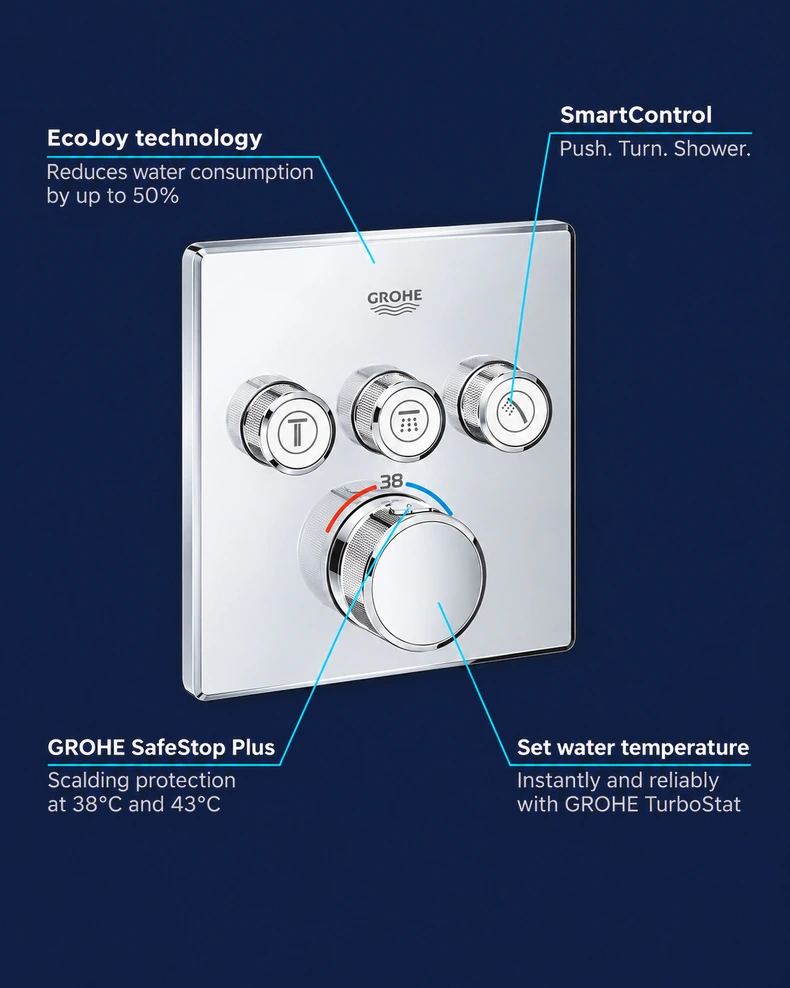 SmartControl
Push. Turn. Shower.
EcoJoy technology
Reduces water consumption
by up to 50%
GROHE
38
GROHE SafeStop Plus
Scalding protection
at 38°C and 43°C
Set water temperature
Instantly and reliably
with GROHE TurboStat